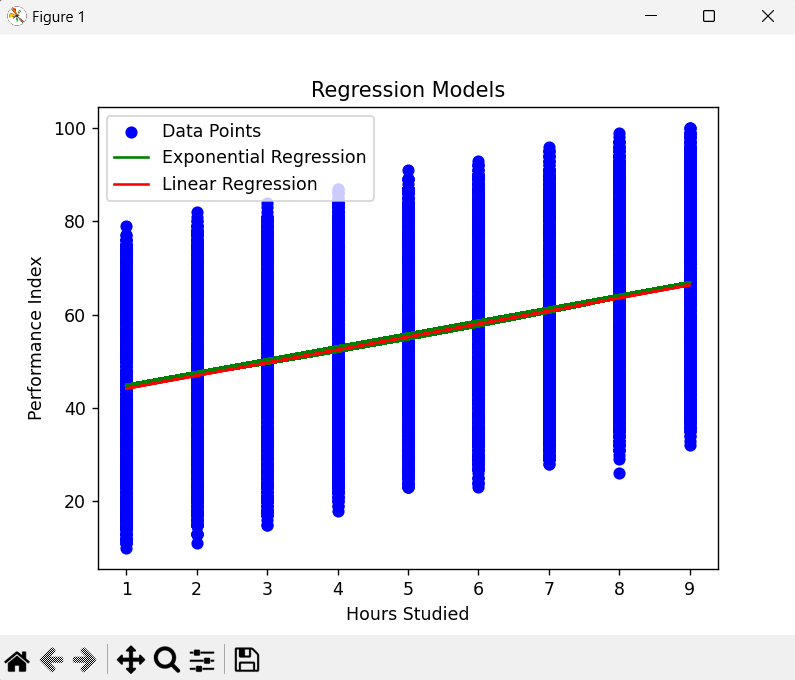 Figure 1
Regression Models
Data Points
Exponential Regression
Linear Regression
Performance Index
100
80
60
40
20
1 2 3 4 5 6 7 8 9
Hours Studied